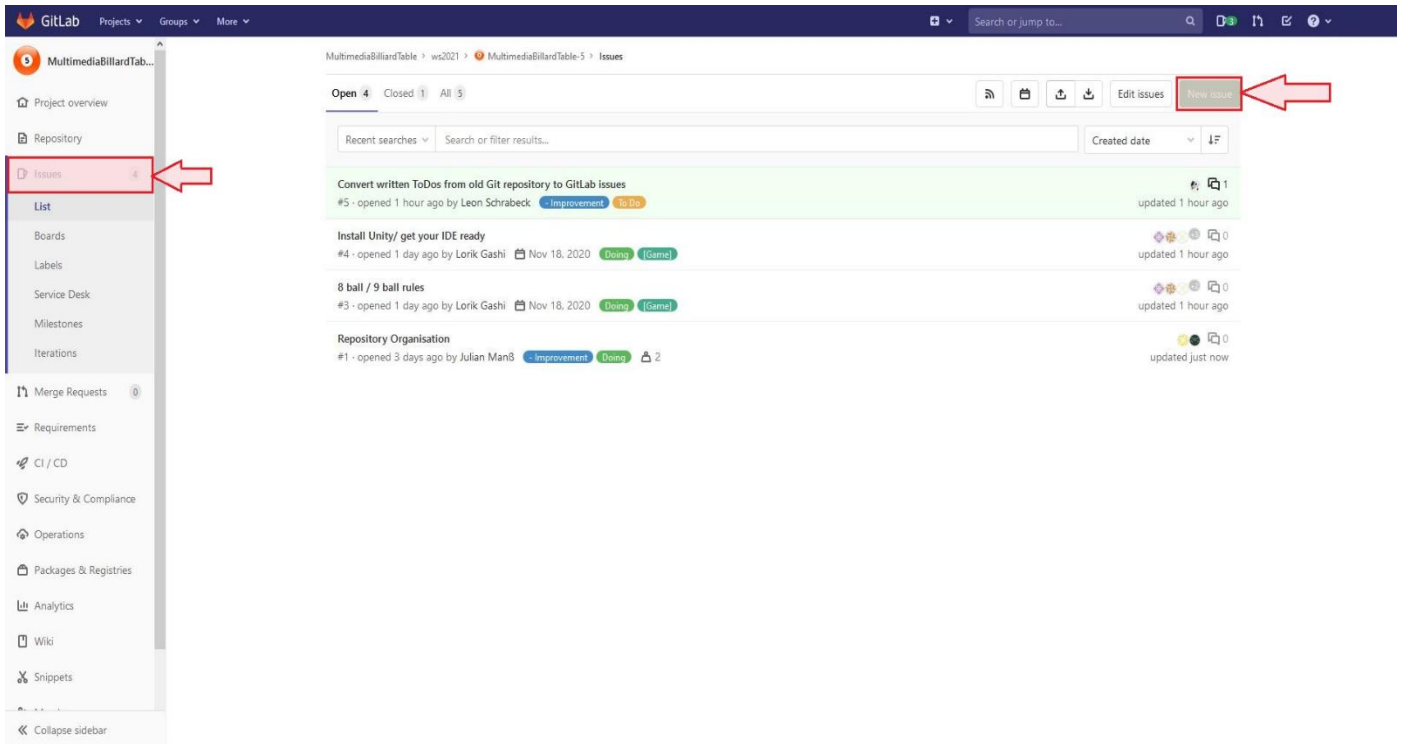 GitLab Projects Groups More Search or jump to... 3
5 MultimediaBillardTab...
Project overview
Repository
Issues 4
List
Boards
Labels
Service Desk
Milestones
Iterations
Merge Requests 0
Requirements
CI / CD
Security & Compliance
Operations
Packages & Registries
Analytics
Wiki
Snippets
Collapse sidebar
MultimediaBilliardTable > ws2021 > MultimediaBillardTable-5 > Issues
Open 4 Closed 1 All 5 Edit issues New issue
Recent searches Search or filter results... Created date
Convert written ToDos from old Git repository to GitLab issues 1
#5 · opened 1 hour ago by Leon Schrabeck - Improvement To Do updated 1 hour ago
Install Unity/ get your IDE ready 0
#4 · opened 1 day ago by Lorik Gashi Nov 18, 2020 Doing [Game] updated 1 hour ago
8 ball / 9 ball rules 0
#3 · opened 1 day ago by Lorik Gashi Nov 18, 2020 Doing [Game] updated 1 hour ago
Repository Organisation 0
#1 · opened 3 days ago by Julian Manß - Improvement Doing 2 updated just now